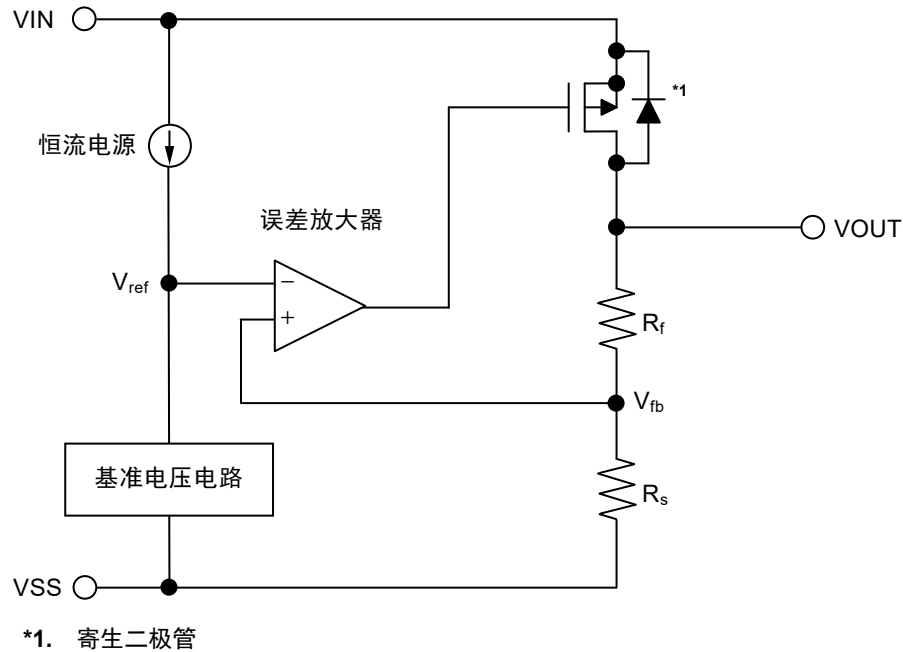 VIN
*1
恒流电源
误差放大器
VOUT
Vref
−
+
Rf
Vfb
基准电压电路
Rs
VSS
*1. 寄生二极管